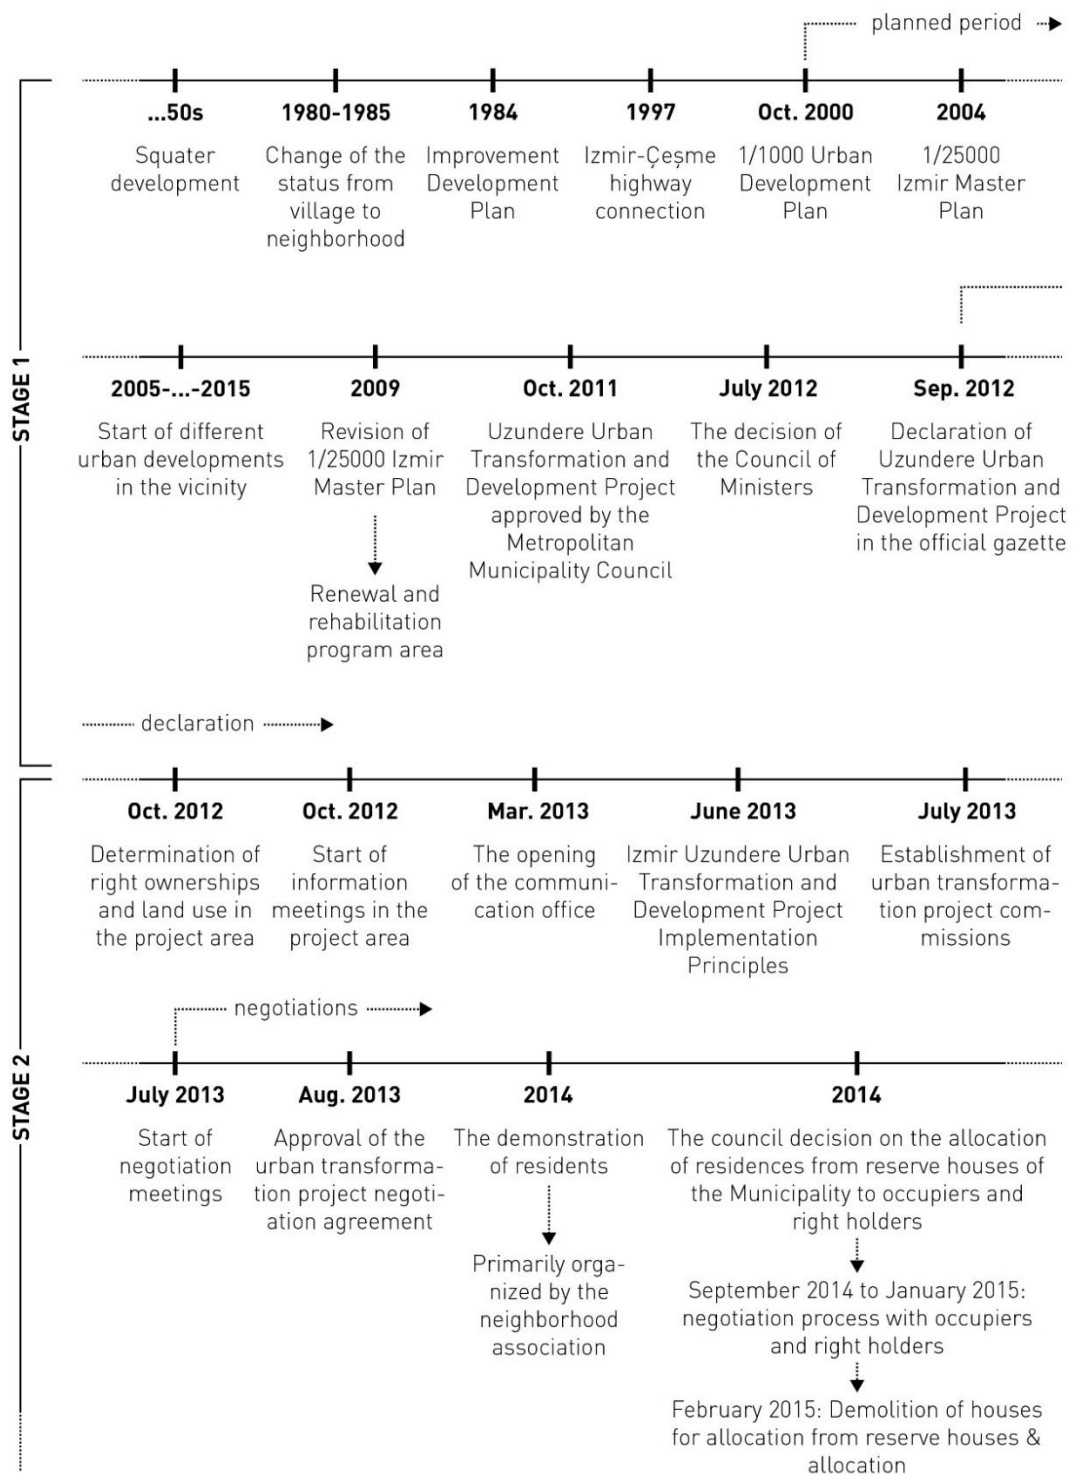 planned period
STAGE 1
...50s
Squater
development
1980-1985
Change of the
status from
village to
neighborhood
1984
Improvement
Development
Plan
1997
Izmir-Çeşme
highway
connection
Oct. 2000
1/1000 Urban
Development
Plan
2004
1/25000
Izmir Master
Plan
2005-...-2015
Start of different
urban developments
in the vicinity
2009
Revision of
1/25000 Izmir
Master Plan
Renewal and
rehabilitation
program area
Oct. 2011
Uzundere Urban
Transformation and
Development Project
approved by the
Metropolitan
Municipality Council
July 2012
The decision of
the Council of
Ministers
Sep. 2012
Declaration of
Uzundere Urban
Transformation and
Development Project
in the official gazette
declaration
STAGE 2
Oct. 2012
Determination of
right ownerships
and land use in
the project area
Oct. 2012
Start of
information
meetings in the
project area
Mar. 2013
The opening
of the communi-
cation office
June 2013
Izmir Uzundere Urban
Transformation and
Development Project
Implementation
Principles
July 2013
Establishment of
urban transforma-
tion project com-
missions
negotiations
July 2013
Start of
negotiation
meetings
Aug. 2013
Approval of the
urban transforma-
tion project negoti-
ation agreement
2014
The demonstration
of residents
Primarily orga-
nized by the
neighborhood
association
2014
The council decision on the allocation
of residences from reserve houses of
the Municipality to occupiers and
right holders
September 2014 to January 2015:
negotiation process with occupiers
and right holders
February 2015: Demolition of houses
for allocation from reserve houses &
allocation